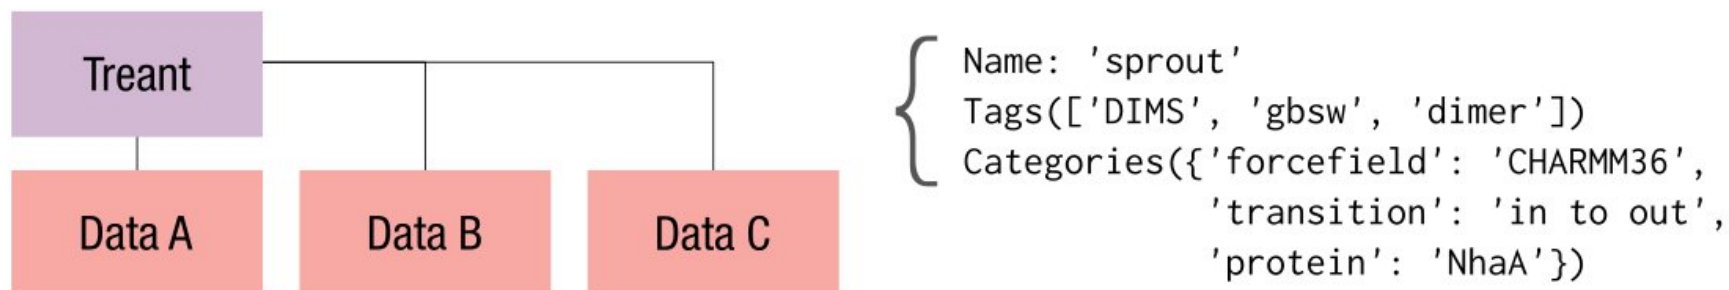 Treant
Data A
Data B
Data C
Name: 'sprout'
Tags(['DIMS', 'gbsw', 'dimer'])
Categories({'forcefield': 'CHARMM36',
'transition': 'in to out',
'protein': 'NhaA'})